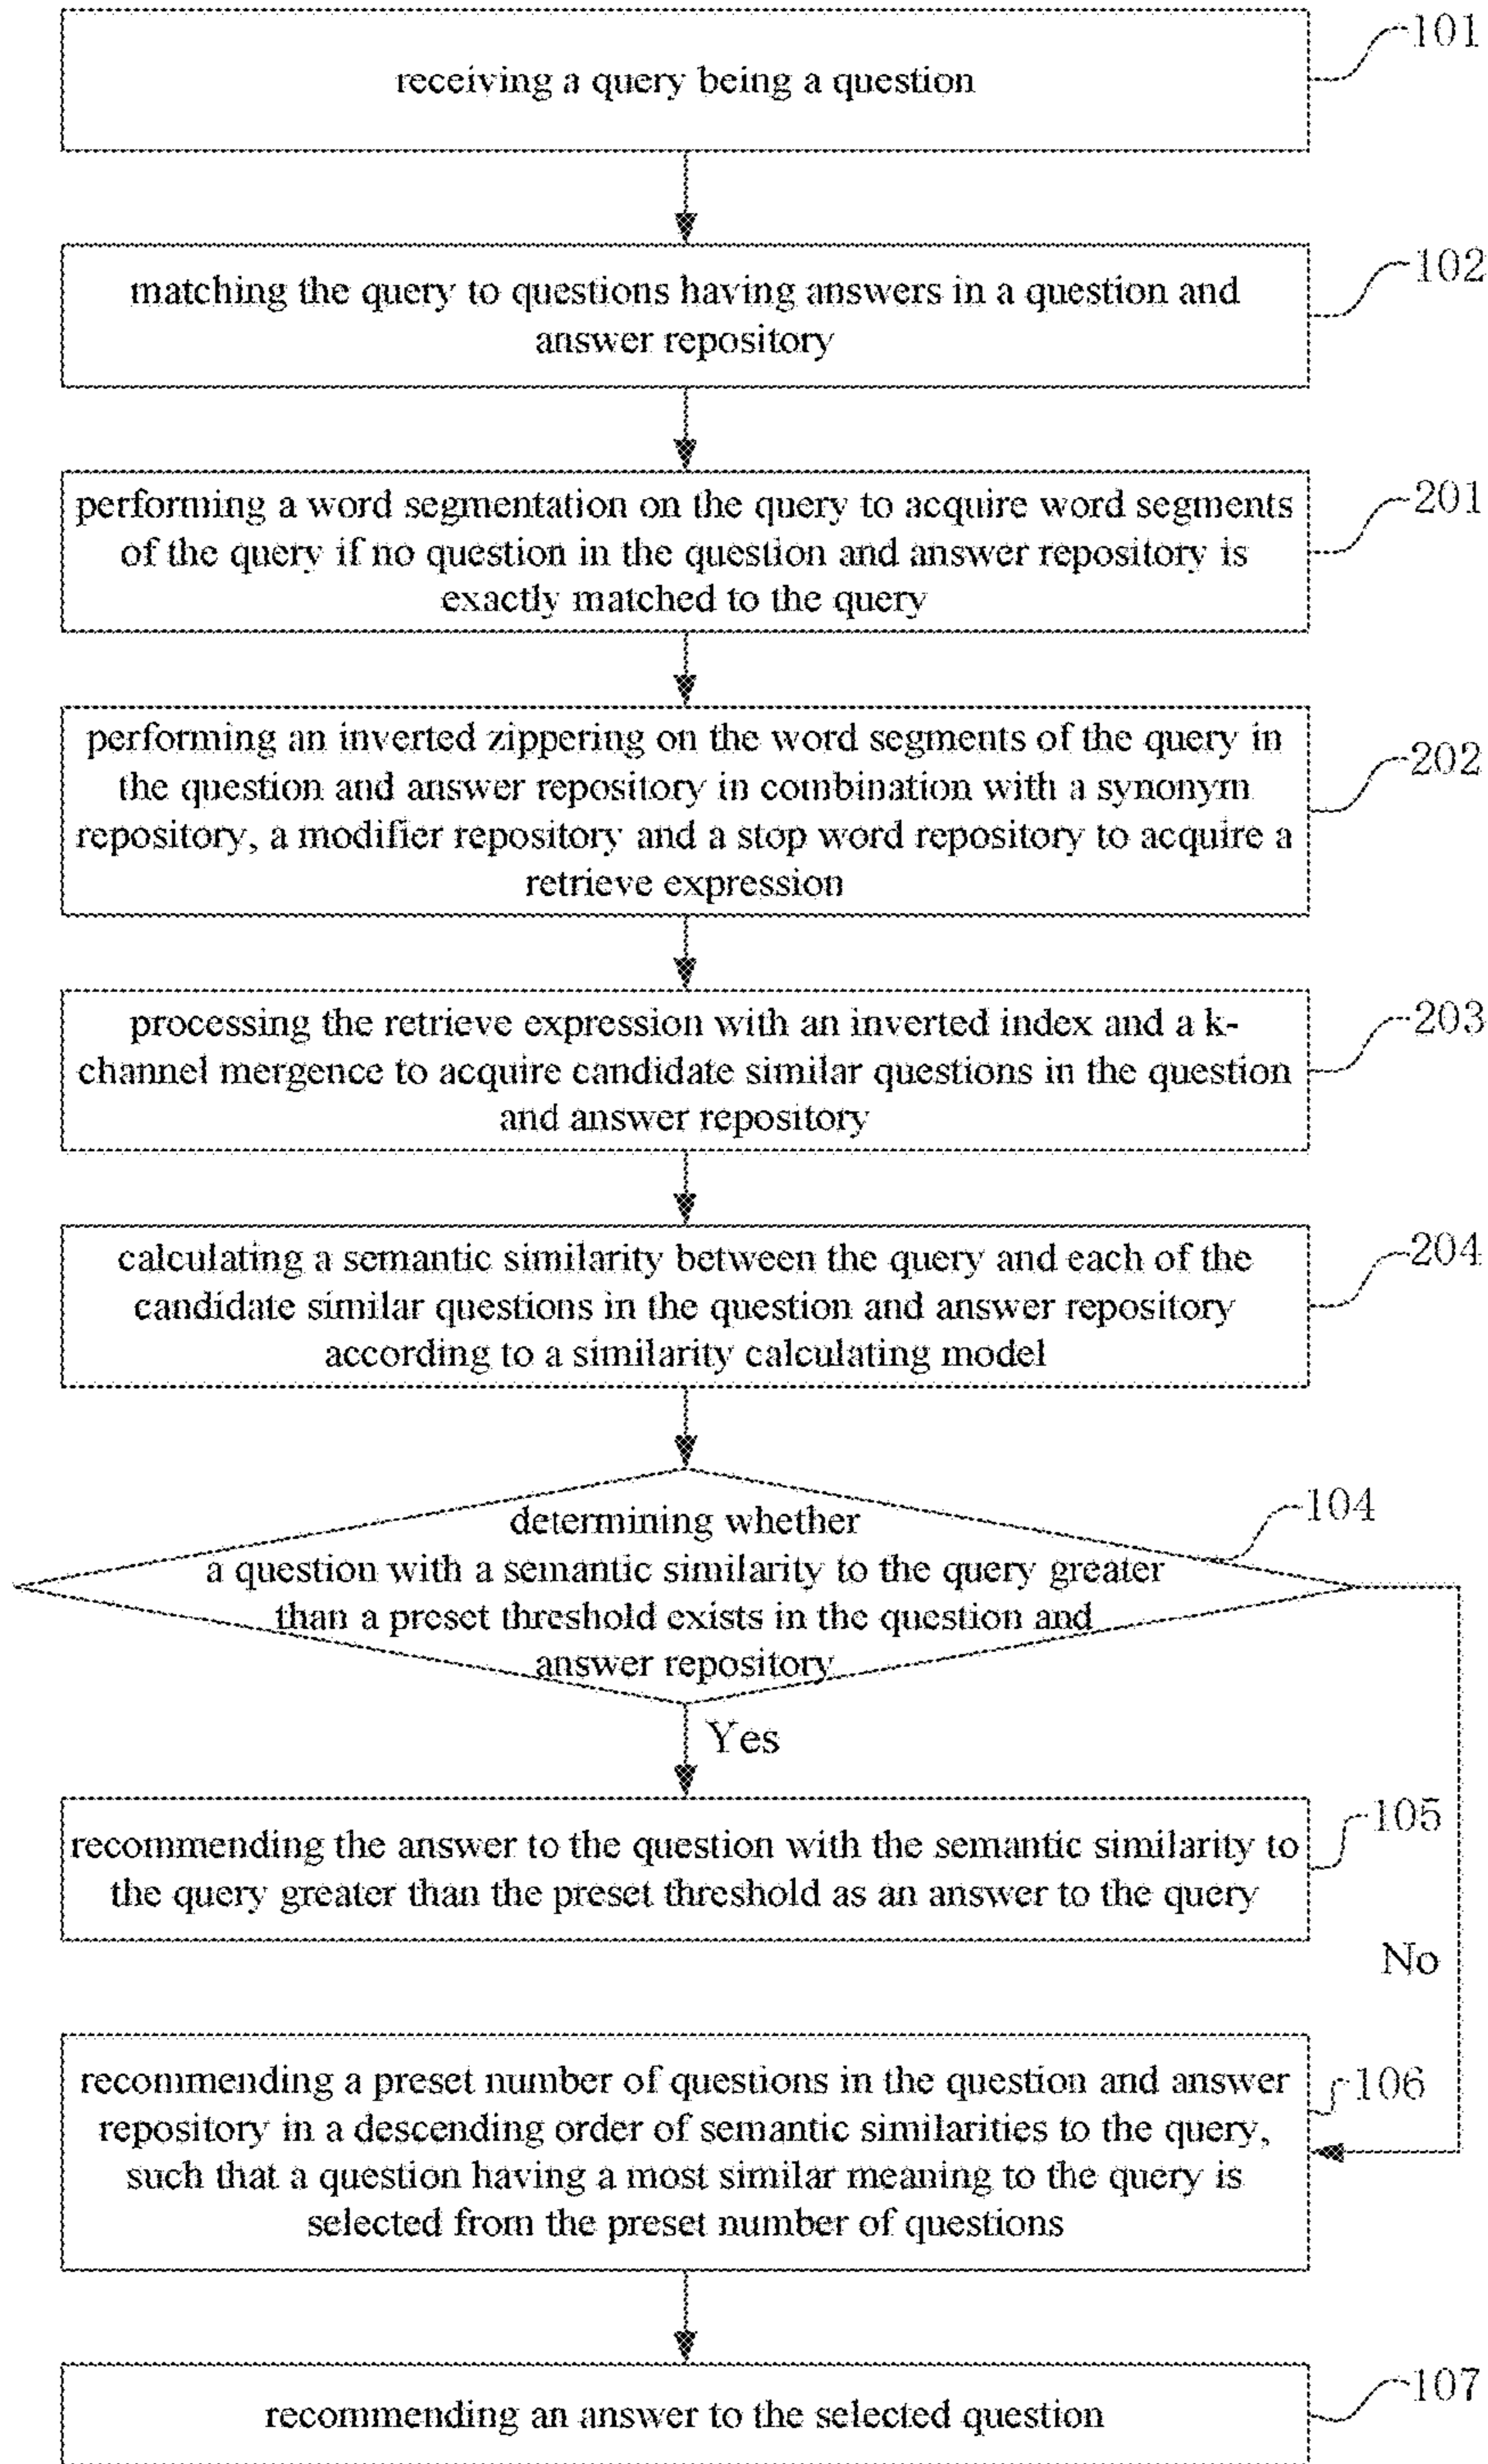 101
receiving a query being a question
102
matching the query to questions having answers in a question and
answer repository
201
performing a word segmentation on the query to acquire word segments
of the query if no question in the question and answer repository is
exactly matched to the query
202
performing an inverted zippering on the word segments of the query in
the question and answer repository in combination with a synonym
repository, a modifier repository and a stop word repository to acquire a
retrieve expression
203
processing the retrieve expression with an inverted index and a k-
channel mergence to acquire candidate similar questions in the question
and answer repository
204
calculating a semantic similarity between the query and each of the
candidate similar questions in the question and answer repository
according to a similarity calculating model
104
determining whether
a question with a semantic similarity to the query greater
than a preset threshold exists in the question and
answer repository
Yes
105
recommending the answer to the question with the semantic similarity to
the query greater than the preset threshold as an answer to the query
No
106
recommending a preset number of questions in the question and answer
repository in a descending order of semantic similarities to the query,
such that a question having a most similar meaning to the query is
selected from the preset number of questions
107
recommending an answer to the selected question